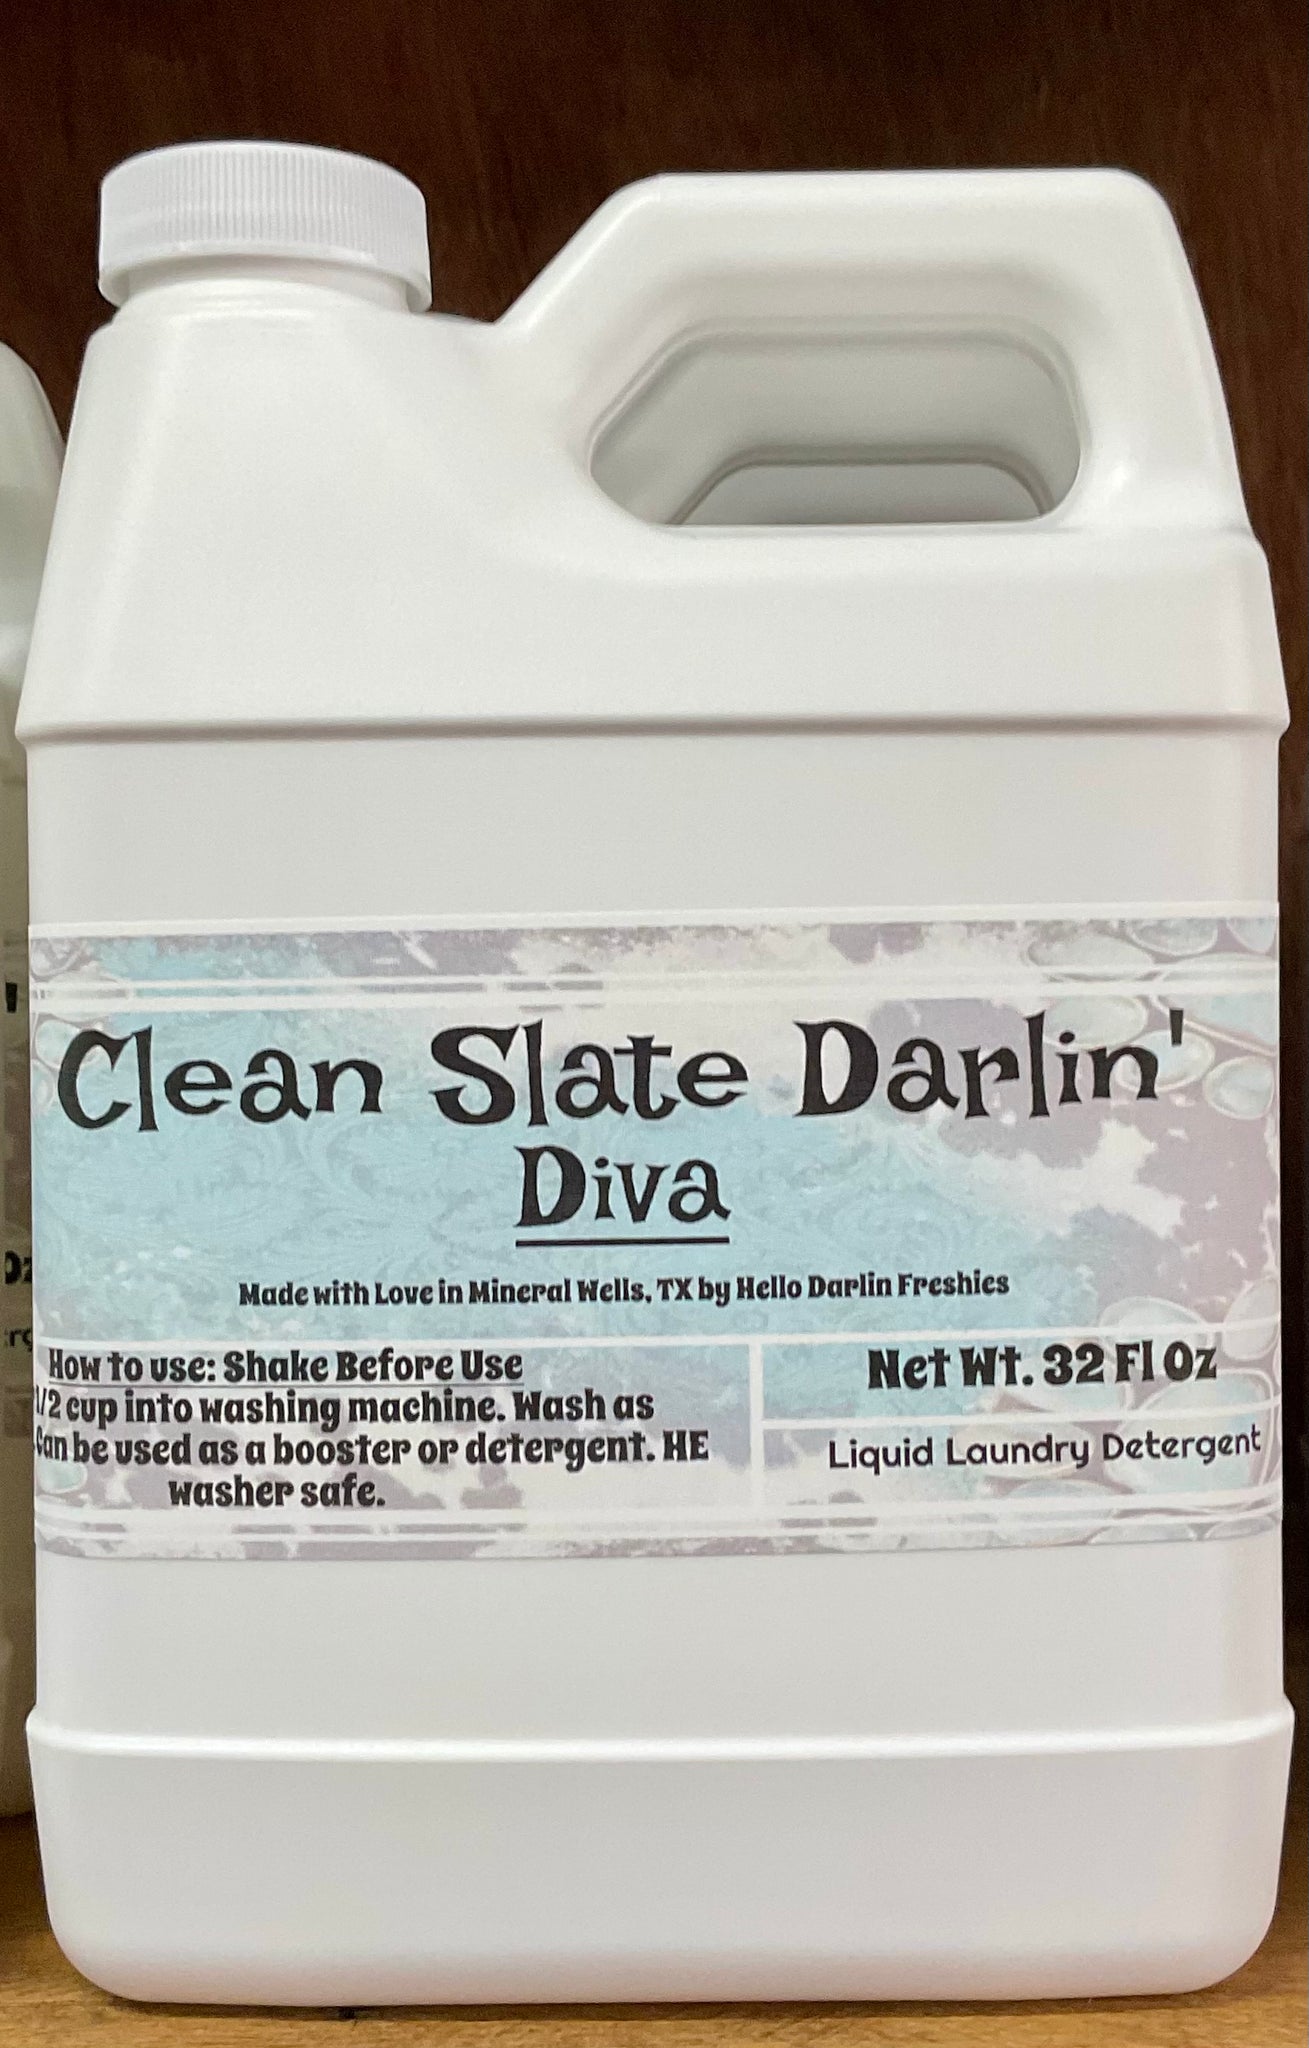 Clean Slate Darlin'
Diva
Made with Love in Mineral Wells, TX by Hello Darlin Freshies
How to use: Shake Before Use
1/2 cup into washing machine. Wash as
Can be used as a booster or detergent. HE
washer safe.
Net Wt. 32 Fl Oz
Liquid Laundry Detergent